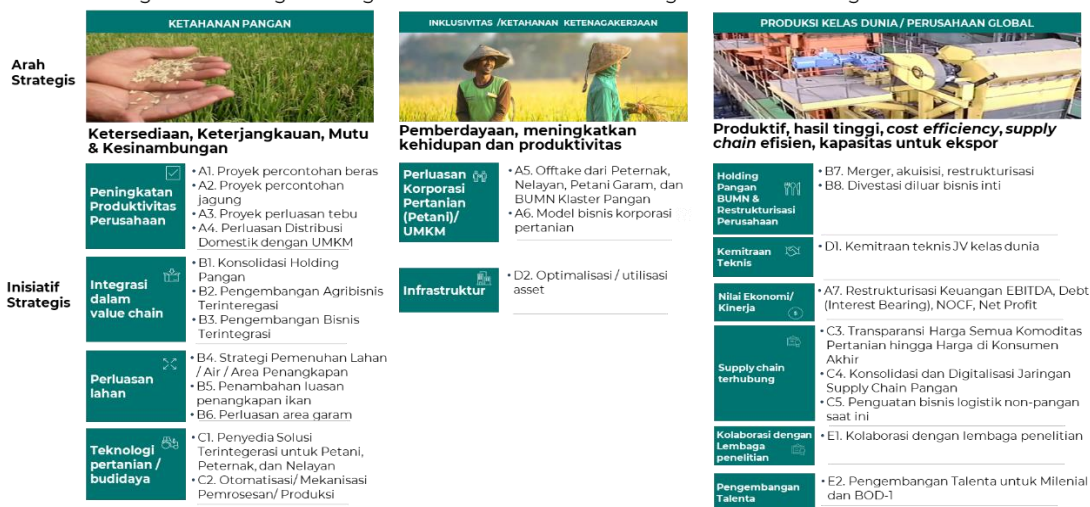 KETAHANAN PANGAN
INKLUSIVITAS /KETAHANAN KETENAGAKERJAAN
PRODUKSI KELAS DUNIA / PERUSAHAAN GLOBAL
Arah
Strategis
Ketersediaan, Keterjangkauan, Mutu
& Kesinambungan
Pemberdayaan, meningkatkan
kehidupan dan produktivitas
Produktif, hasil tinggi, cost efficiency, supply
chain efisien, kapasitas untuk ekspor
Inisiatif
Strategis
Peningkatan
Produktivitas
Perusahaan
• A1. Proyek percontohan beras
• A2. Proyek percontohan
jagung
• A3. Proyek perluasan tebu
• A4. Perluasan Distribusi
Domestik dengan UMKM
Integrasi
dalam
value chain
• B1. Konsolidasi Holding
Pangan
• B2. Pengembangan Agribisnis
Terinteregasi
• B3. Pengembangan Bisnis
Terintegrasi
Perluasan
lahan
• B4. Strategi Pemenuhan Lahan
/ Air / Area Penangkapan
• B5. Penambahan luasan
penangkapan ikan
• B6. Perluasan area garam
Teknologi
pertanian /
budidaya
• C1. Penyedia Solusi
Terintegerasi untuk Petani,
Peternak, dan Nelayan
• C2. Otomatisasi/ Mekanisasi
Pemrosesan/ Produksi
Perluasan
Korporasi
Pertanian
(Petani)/
UMKM
• A5. Offtake dari Peternak,
Nelayan, Petani Garam, dan
BUMN Klaster Pangan
• A6. Model bisnis korporasi
pertanian
Infrastruktur
• D2. Optimalisasi / utilisasi
asset
Holding
Pangan
BUMN &
Restrukturisasi
Perusahaan
• B7. Merger, akuisisi, restrukturisasi
• B8. Divestasi diluar bisnis inti
Kemitraan
Teknis
• D1. Kemitraan teknis JV kelas dunia
Nilai Ekonomi/
Kinerja
• A7. Restrukturisasi Keuangan EBITDA, Debt
(Interest Bearing), NOCF, Net Profit
Supply chain
terhubung
• C3. Transparansi Harga Semua Komoditas
Pertanian hingga Harga di Konsumen
Akhir
• C4. Konsolidasi dan Digitalisasi Jaringan
Supply Chain Pangan
• C5. Penguatan bisnis logistik non-pangan
saat ini
Kolaborasi dengan
Lembaga
penelitian
• E1. Kolaborasi dengan lembaga penelitian
Pengembangan
Talenta
• E2. Pengembangan Talenta untuk Milenial
dan BOD-1